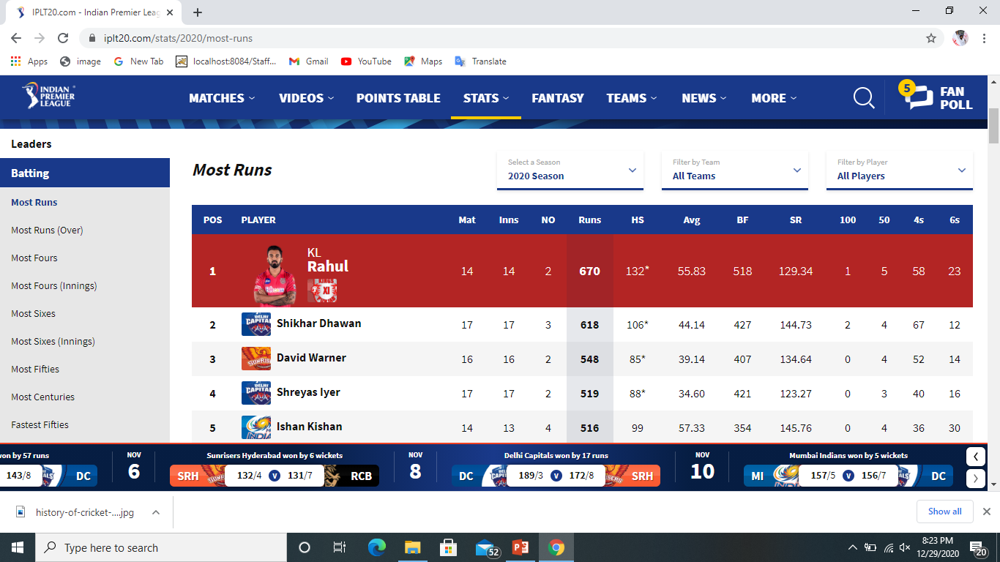 IPLT20.com - Indian Premier Leag
iplt20.com/stats/2020/most-runs
Apps image New Tab localhost:8084/Staff... Gmail YouTube Maps Translate
INDIAN PREMIER LEAGUE
MATCHES VIDEOS POINTS TABLE STATS FANTASY TEAMS NEWS MORE 5 FAN POLL
Leaders
Batting
Most Runs
Most Runs (Over)
Most Fours
Most Fours (Innings)
Most Sixes
Most Sixes (Innings)
Most Fifties
Most Centuries
Fastest Fifties
Most Runs
Select a Season
2020 Season
Filter by Team
All Teams
Filter by Player
All Players
POS PLAYER Mat Inns NO Runs HS Avg BF SR 100 50 4s 6s
1 KL Rahul 14 14 2 670 132* 55.83 518 129.34 1 5 58 23
2 Shikhar Dhawan 17 17 3 618 106* 44.14 427 144.73 2 4 67 12
3 David Warner 16 16 2 548 85* 39.14 407 134.64 0 4 52 14
4 Shreyas Iyer 17 17 2 519 88* 34.60 421 123.27 0 3 40 16
5 Ishan Kishan 14 13 4 516 99 57.33 354 145.76 0 4 36 30
won by 57 runs
143/8 DC
NOV 6
Sunrisers Hyderabad won by 6 wickets
SRH 132/4 v 131/7 RCB
NOV 8
Delhi Capitals won by 17 runs
DC 189/3 v 172/8 SRH
NOV 10
Mumbai Indians won by 5 wickets
MI 157/5 v 156/7 DC
history-of-cricket-....jpg
Show all
Type here to search
52
8:23 PM
12/29/2020
20